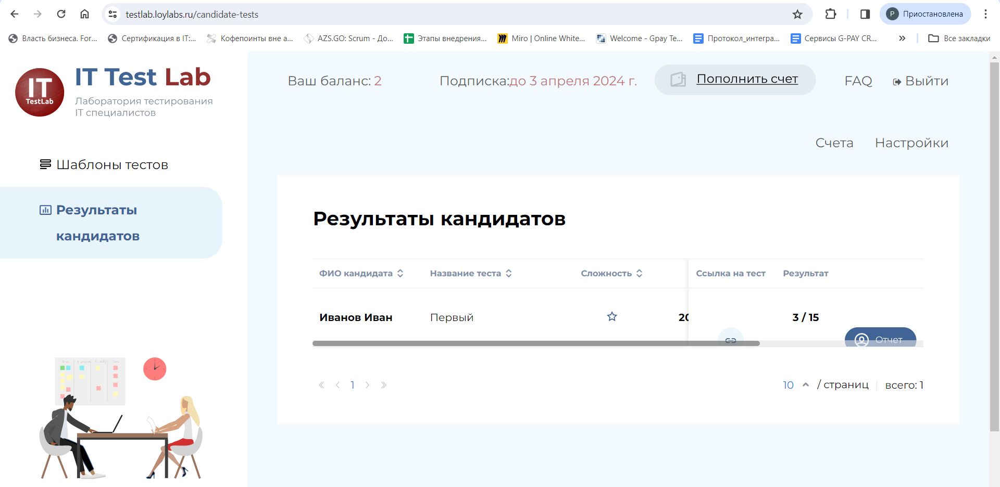 testlab.loylabs.ru/candidate-tests
P Приостановлена
Власть бизнеса. For...
Сертификация в IT:...
Кофепоинты вне а...
AZS.GO: Scrum - До...
Этапы внедрения...
Miro | Online White...
Welcome - Gpay Te...
Протокол_интегра...
Сервисы G-PAY CR...
Все закладки
IT
TestLab
IT Test Lab
Лаборатория тестирования
IT специалистов
Ваш баланс: 2
Подписка:до 3 апреля 2024 г.
Пополнить счет
FAQ
Выйти
Счета
Настройки
Шаблоны тестов
Результаты
кандидатов
Результаты кандидатов
ФИО кандидата
Название теста
Сложность
Ссылка на тест
Результат
Иванов Иван
Первый
3 / 15
Отчет
1
10 / страниц
всего: 1